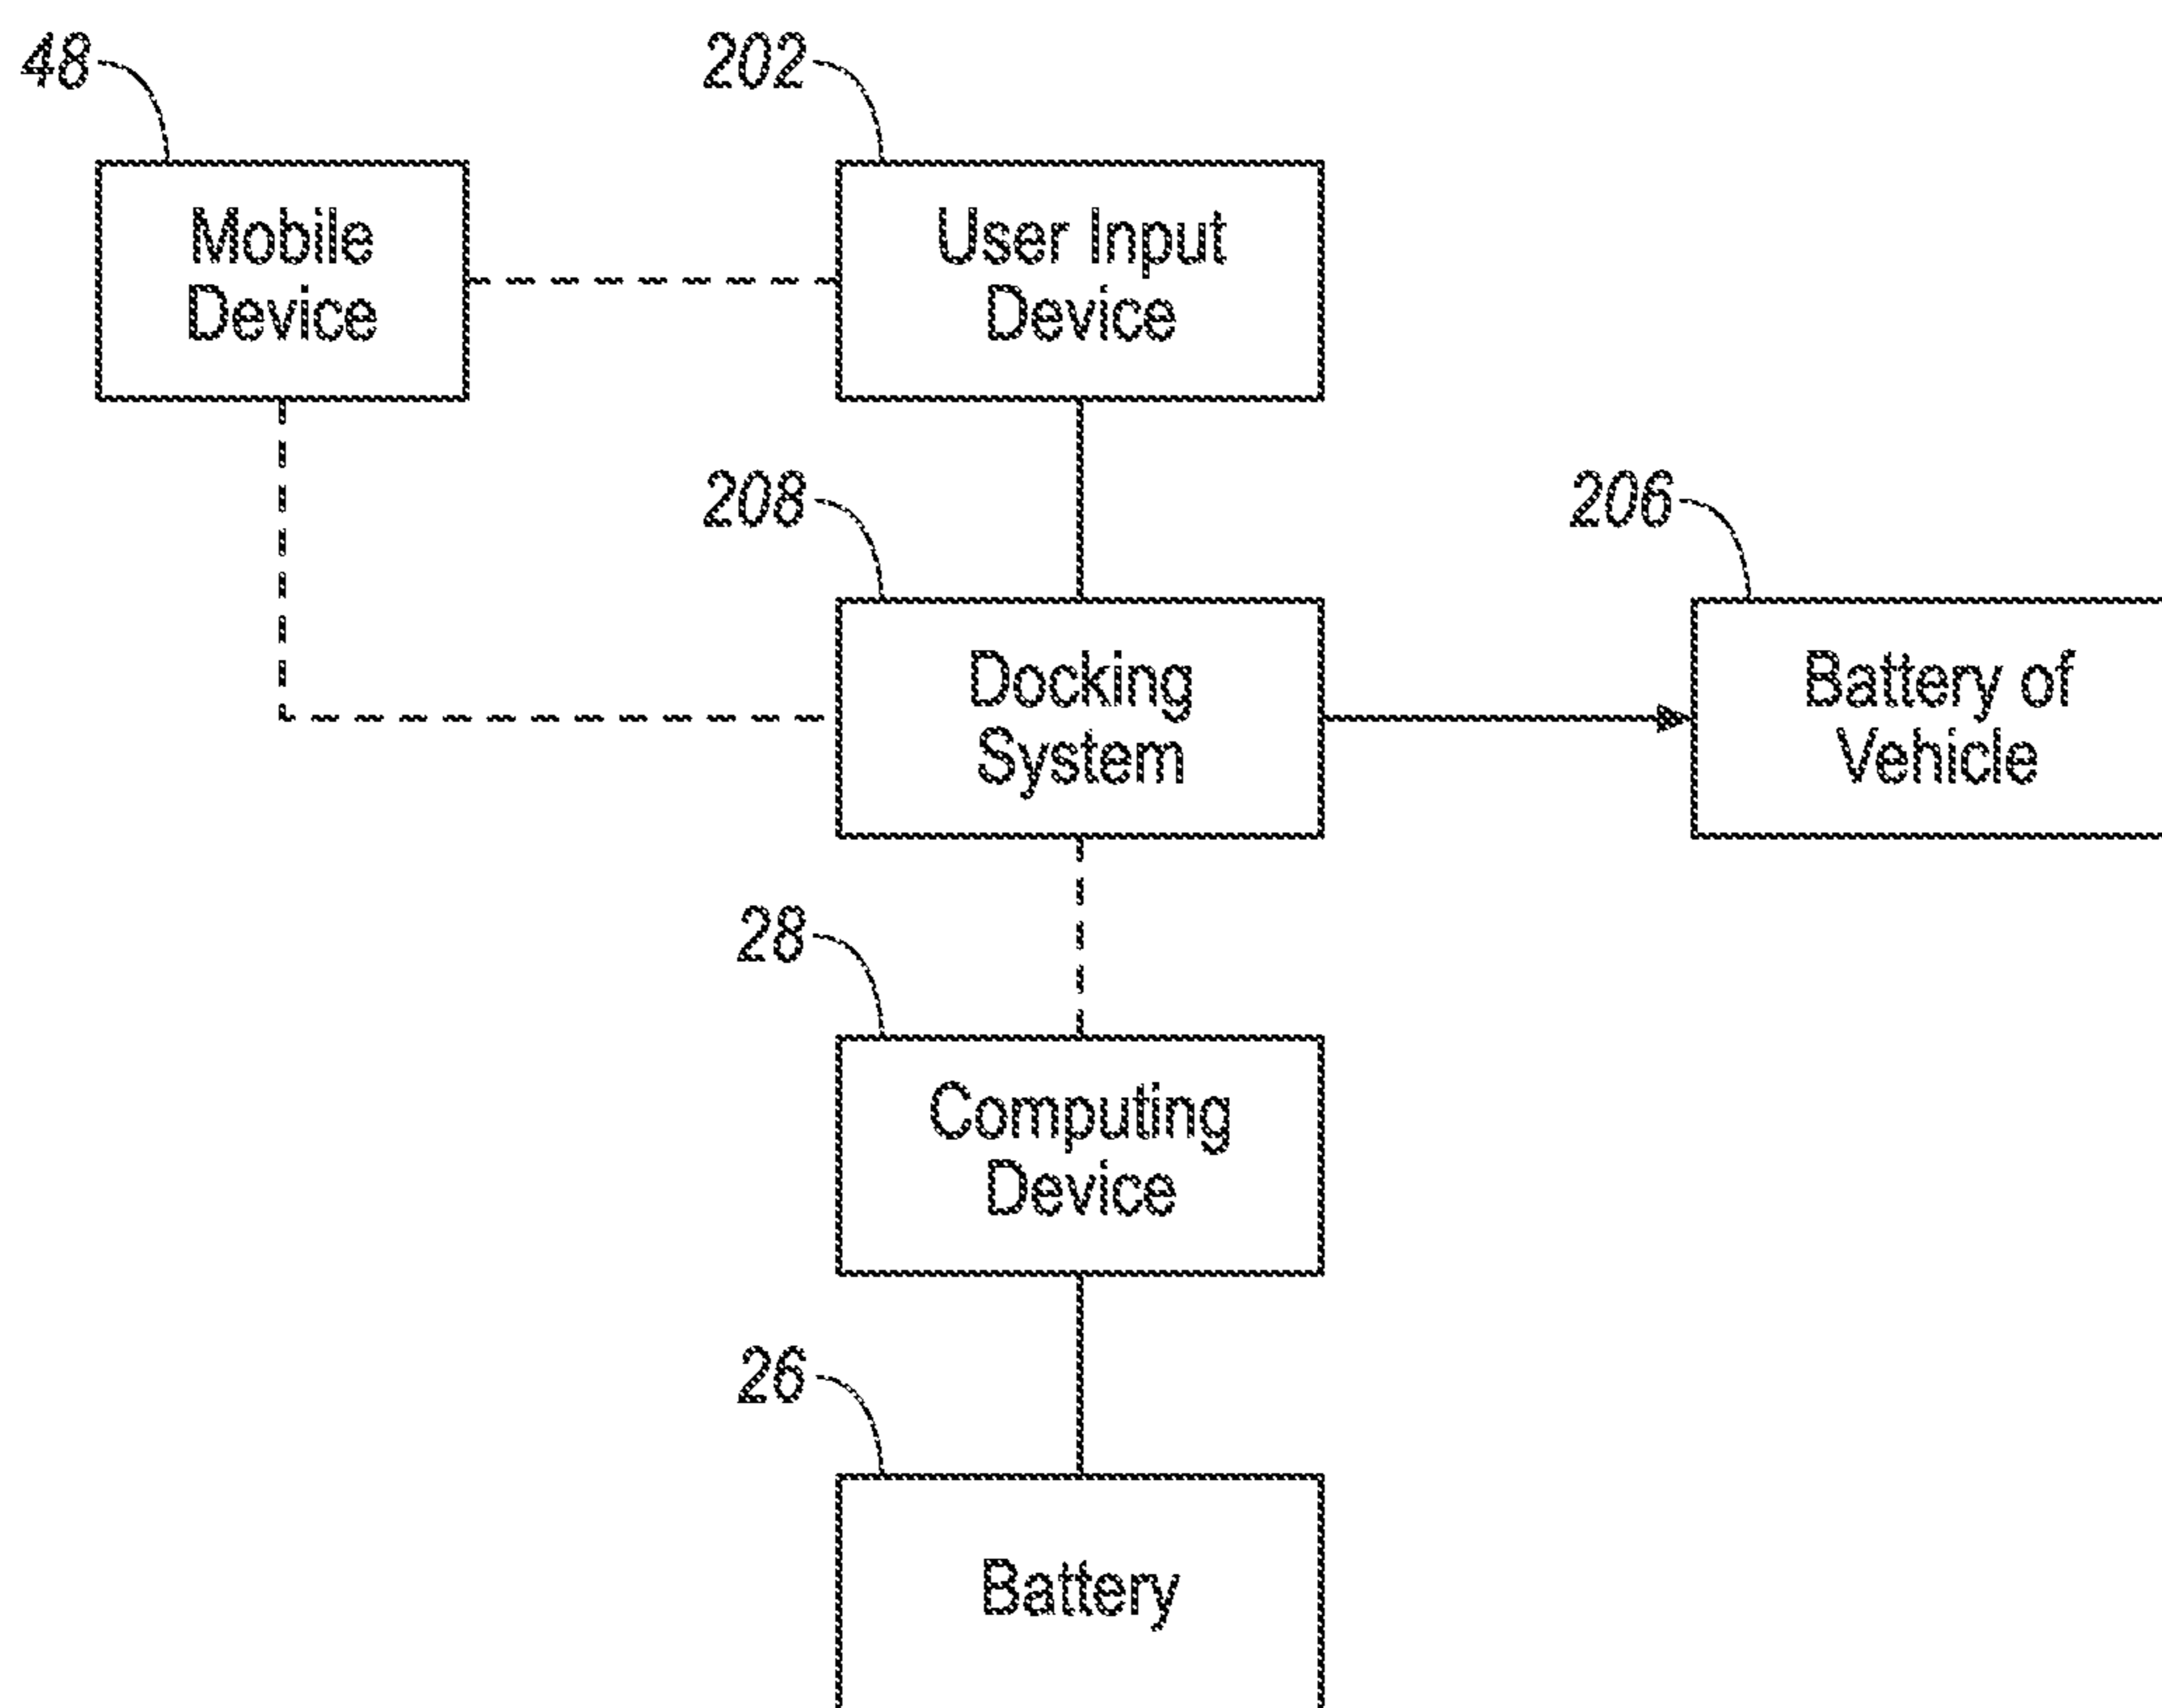 48
202
Mobile
Device
User Input
Device
208
206
Docking
System
Battery of
Vehicle
28
Computing
Device
26
Battery